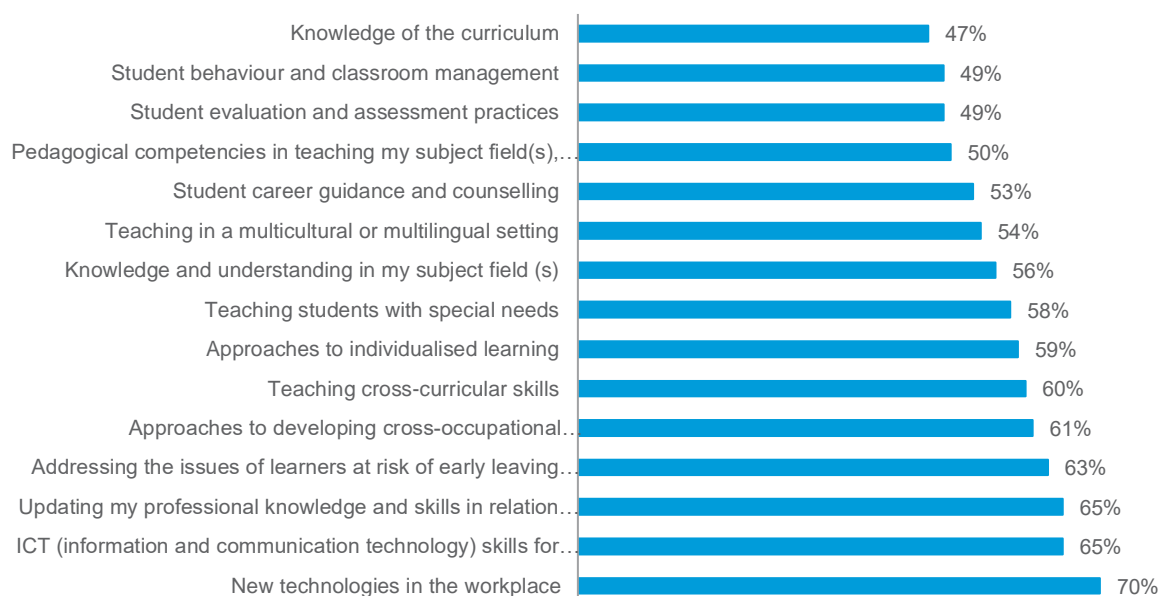 Knowledge of the curriculum 47%
Student behaviour and classroom management 49%
Student evaluation and assessment practices 49%
Pedagogical competencies in teaching my subject field(s),... 50%
Student career guidance and counselling 53%
Teaching in a multicultural or multilingual setting 54%
Knowledge and understanding in my subject field (s) 56%
Teaching students with special needs 58%
Approaches to individualised learning 59%
Teaching cross-curricular skills 60%
Approaches to developing cross-occupational... 61%
Addressing the issues of learners at risk of early leaving... 63%
Updating my professional knowledge and skills in relation... 65%
ICT (information and communication technology) skills for... 65%
New technologies in the workplace 70%